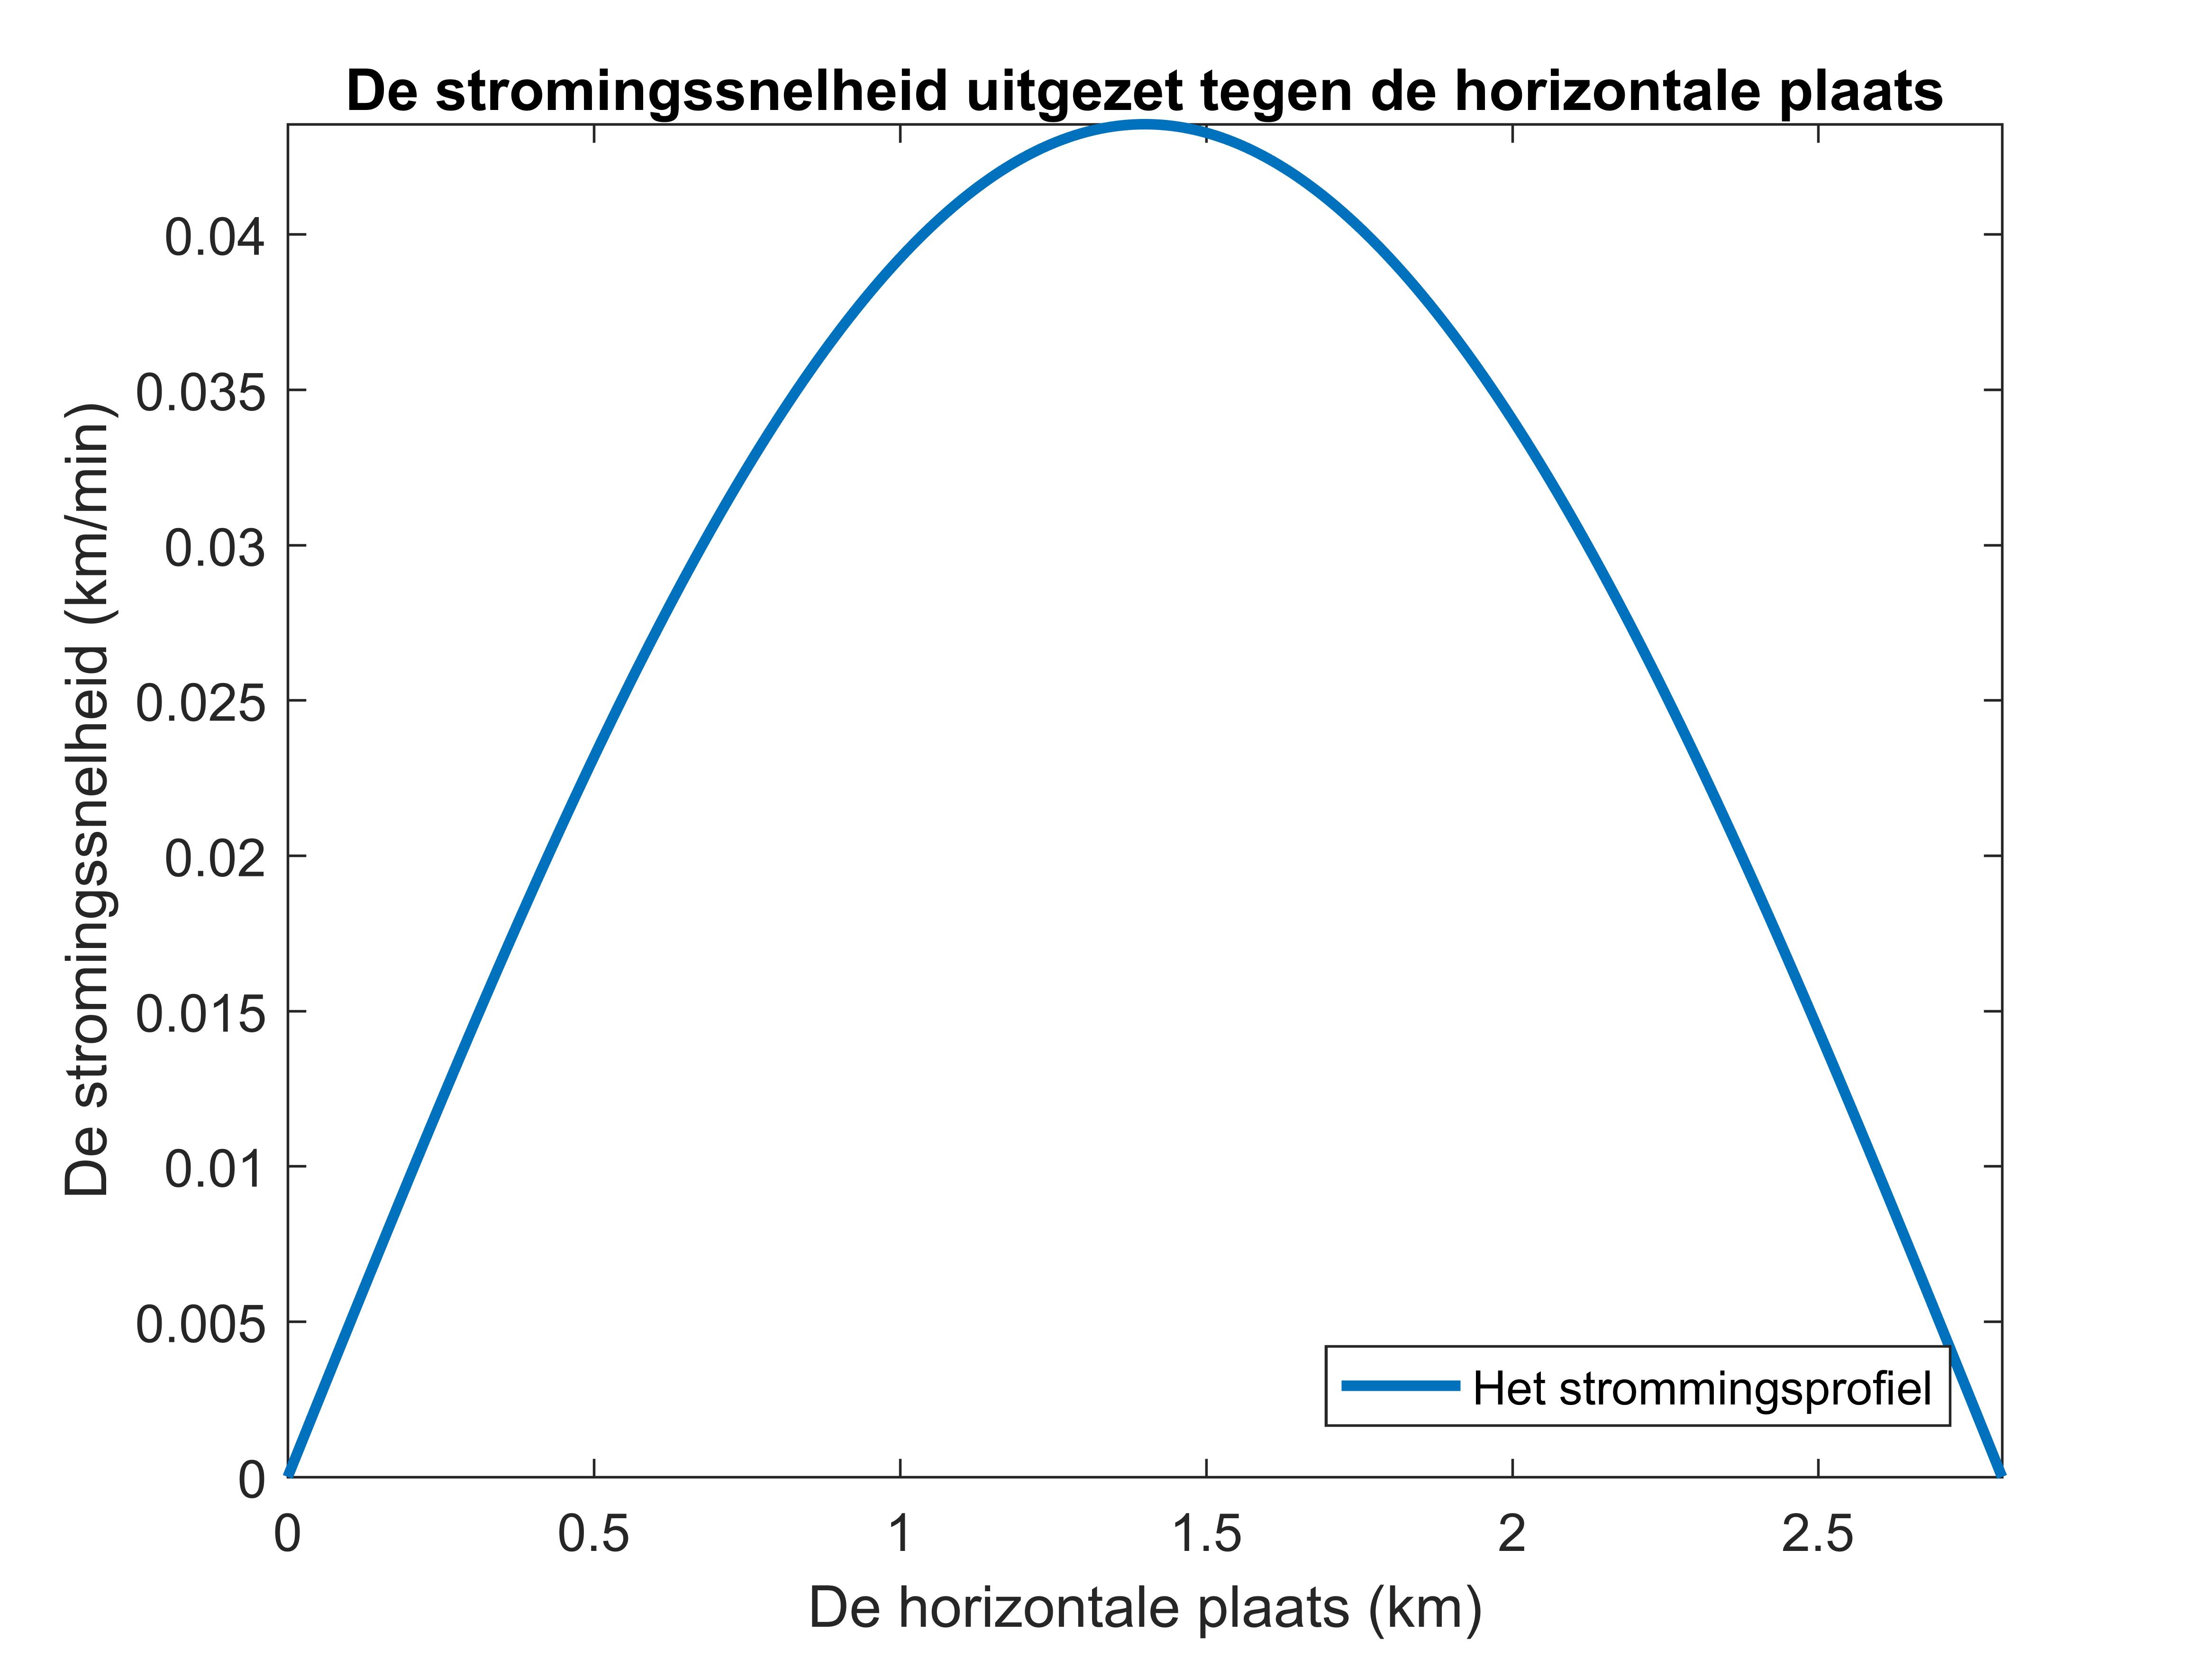 De stromingssnelheid uitgezet tegen de horizontale plaats
De stromingssnelheid (km/min)
0.04
0.035
0.03
0.025
0.02
0.015
0.01
0.005
0
Het strommingsprofiel
0 0.5 1 1.5 2 2.5
De horizontale plaats (km)